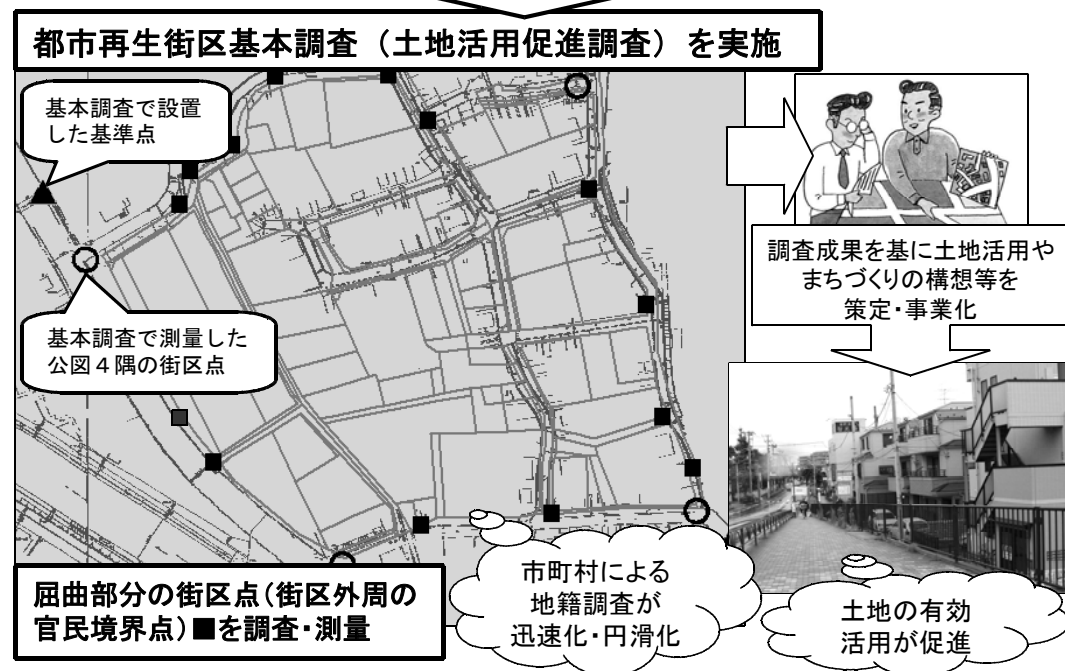 都市再生街区基本調査（土地活用促進調査）を実施
基本調査で設置
した基準点
基本調査で測量した
公図４隅の街区点
調査成果を基に土地活用や
まちづくりの構想等を
策定・事業化
屈曲部分の街区点（街区外周の
官民境界点）■を調査・測量
市町村による
地籍調査が
迅速化・円滑化
土地の有効
活用が促進